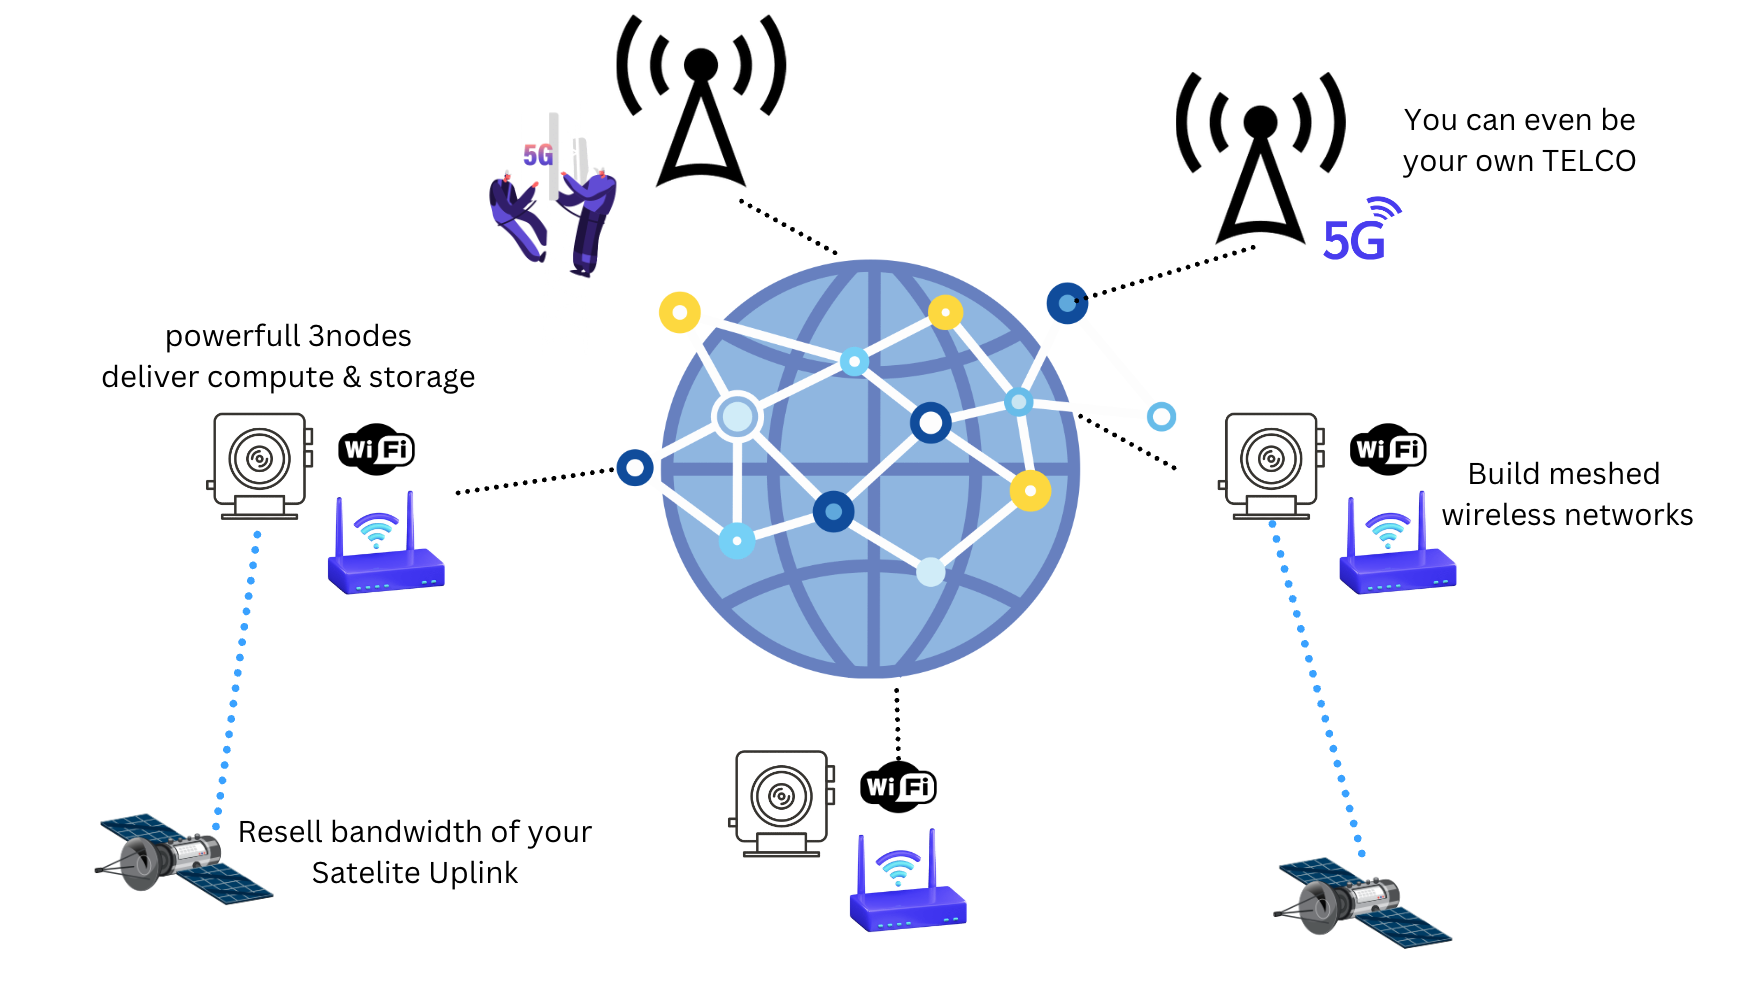 5G
You can even be
your own TELCO
5G
powerfull 3nodes
deliver compute & storage
Wi Fi
Wi Fi
Build meshed
wireless networks
Wi Fi
Resell bandwidth of your
Satelite Uplink